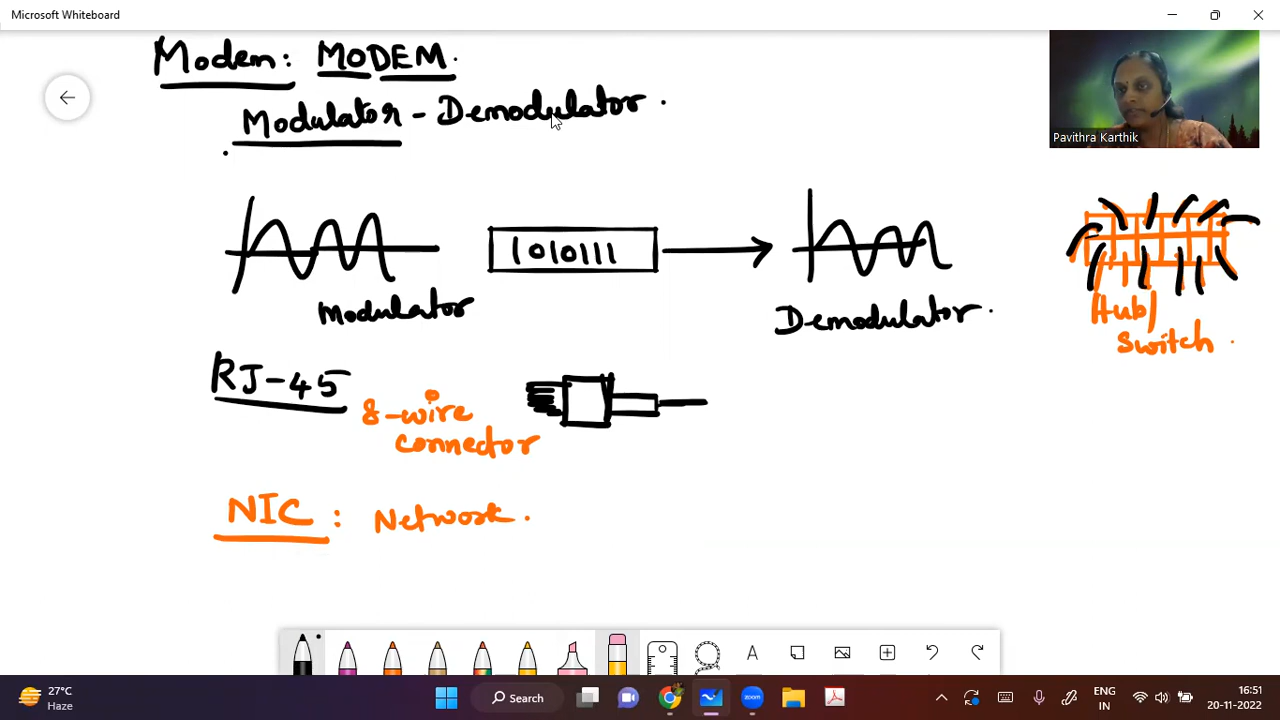 Microsoft Whiteboard
Modem: MODEM.
Modulator - Demodulator.
Pavithra Karthik
1010111
Modulator
Demodulator.
Hub/
Switch.
RJ-45
8-wire
connector
NIC: Network.
A
27°C
Haze
Search
ENG
IN
16:51
20-11-2022